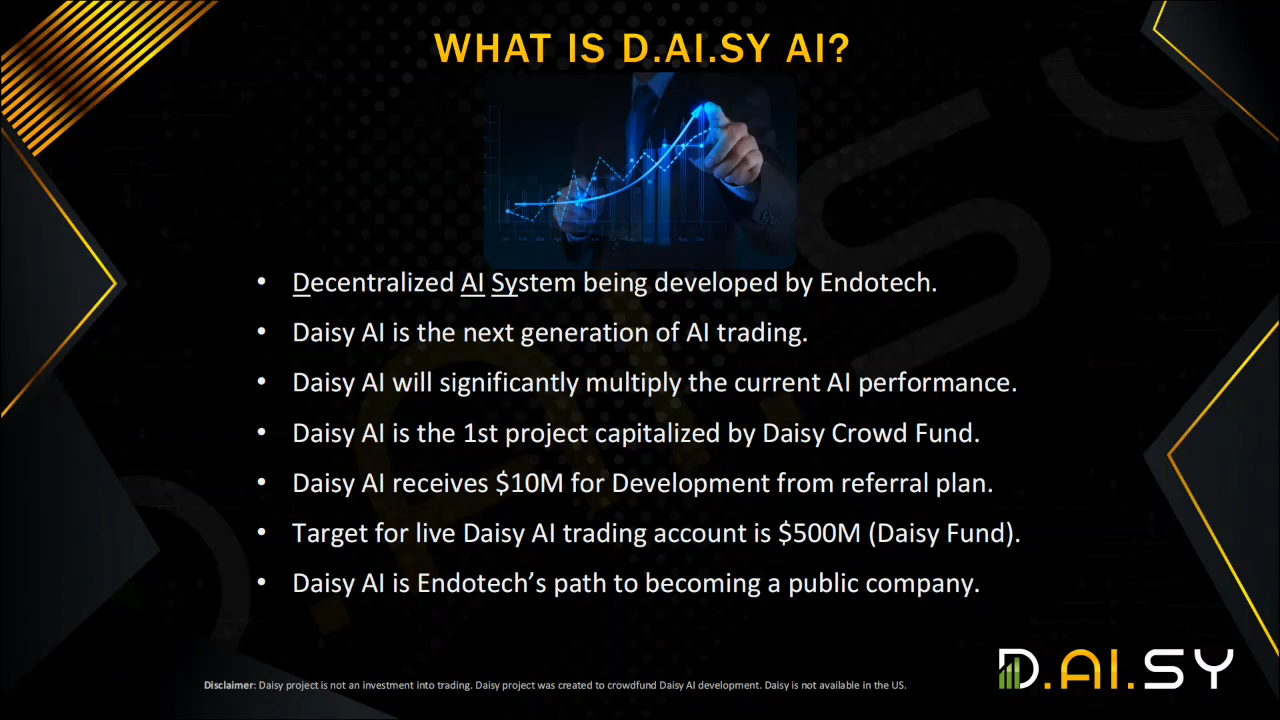 WHAT IS D.AI.SY AI?
• Decentralized AI System being developed by Endotech.
• Daisy AI is the next generation of AI trading.
• Daisy AI will significantly multiply the current AI performance.
• Daisy AI is the 1st project capitalized by Daisy Crowd Fund.
• Daisy AI receives $10M for Development from referral plan.
• Target for live Daisy AI trading account is $500M (Daisy Fund).
• Daisy AI is Endotech’s path to becoming a public company.
Disclaimer: Daisy project is not an investment into trading. Daisy project was created to crowdfund Daisy AI development. Daisy is not available in the US.
D.AI.SY